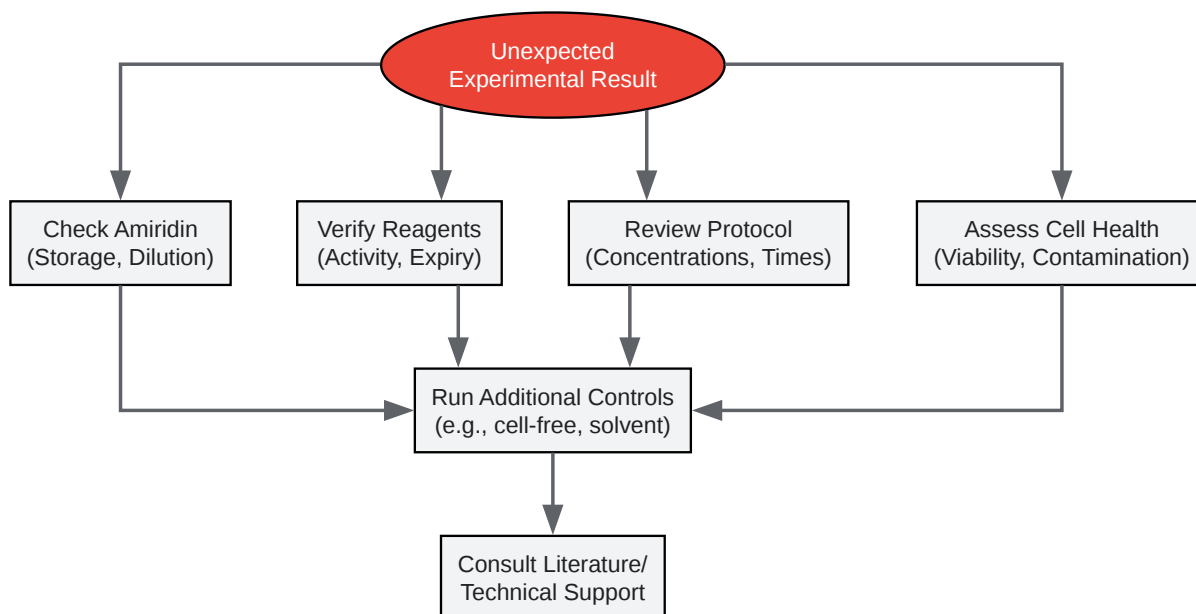 Unexpected
Experimental Result
Check Amiridin
(Storage, Dilution)
Verify Reagents
(Activity, Expiry)
Review Protocol
(Concentrations, Times)
Assess Cell Health
(Viability, Contamination)
Run Additional Controls
(e.g., cell-free, solvent)
Consult Literature/
Technical Support